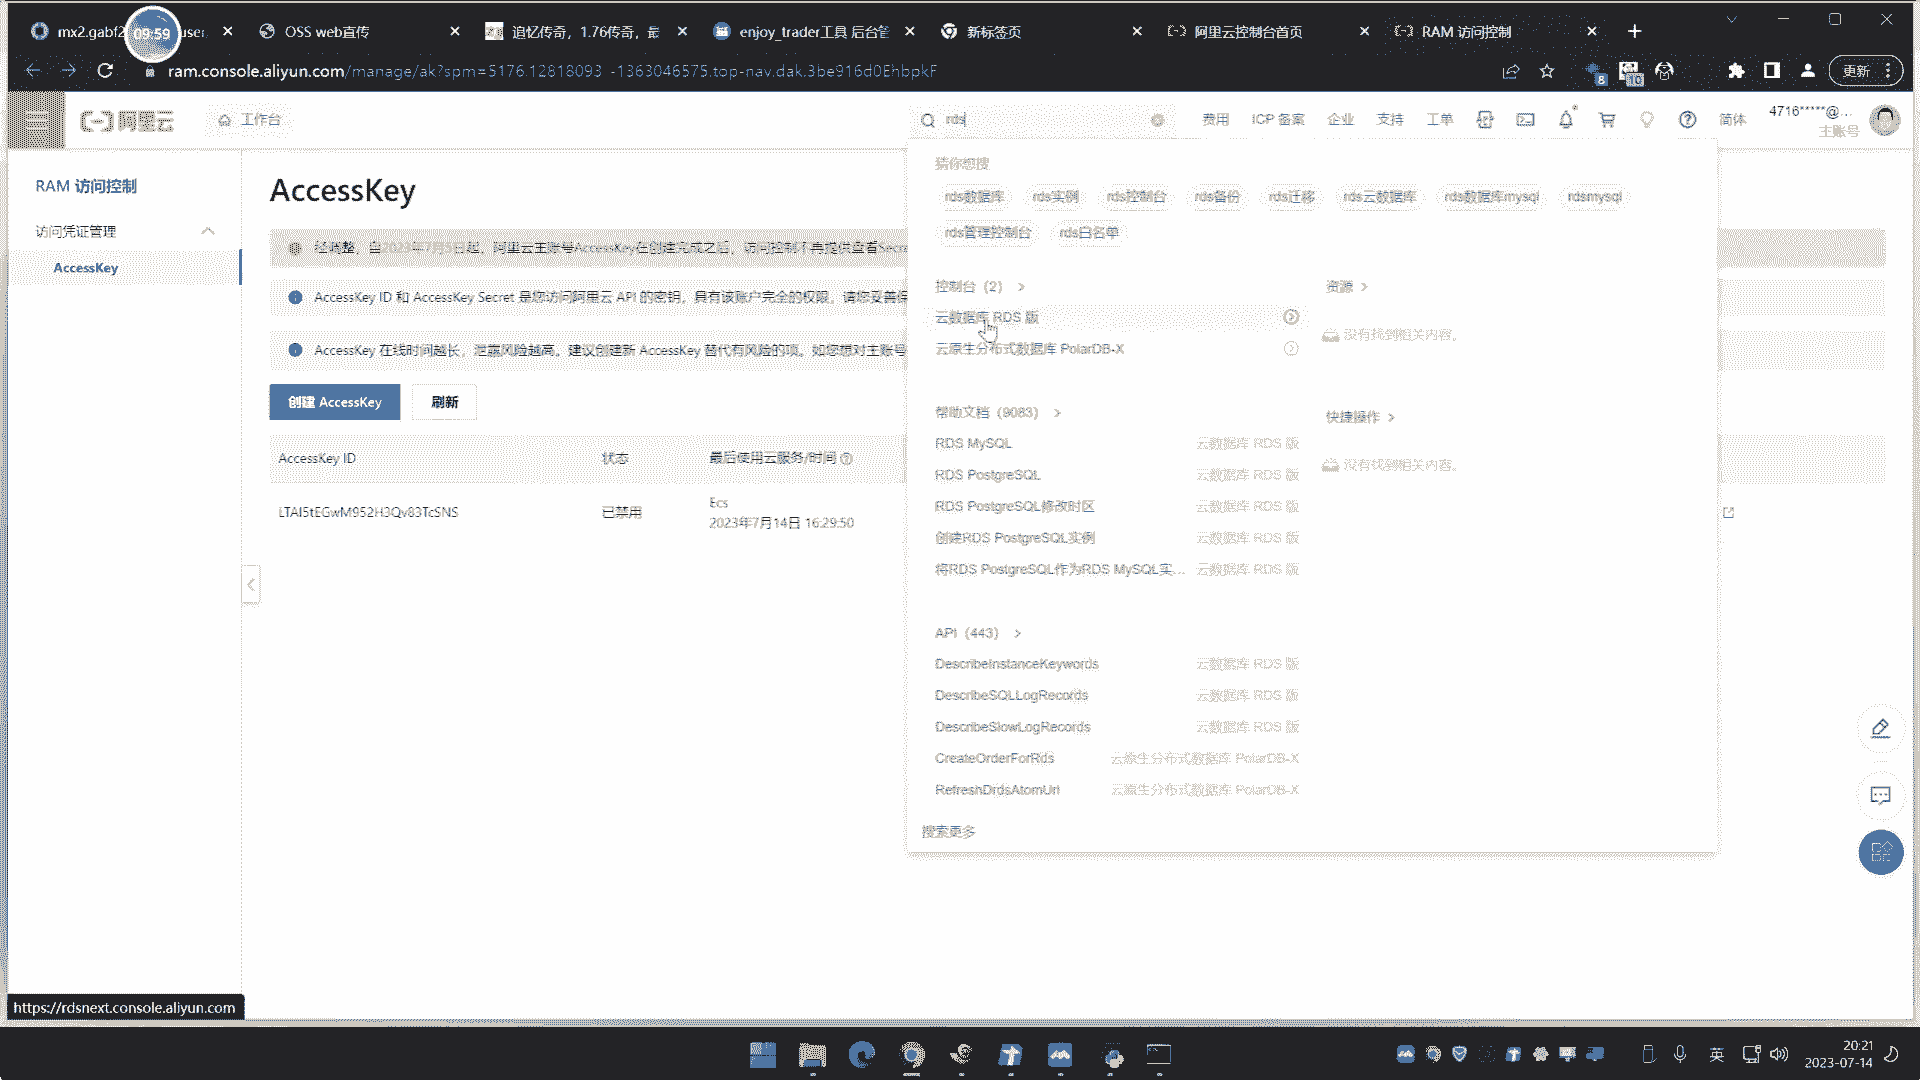 mx2.gabf2
user.
09:59
OSS web直传
追忆传奇，1.76传奇，最
enjoy_trader工具 后台管
新标签页
阿里云控制台首页
RAM 访问控制
ram.console.aliyun.com/manage/ak?spm=5176.12818093_-1363046575.top-nav.dak.3be916d0EhbpkF
8
10
更新
阿里云
工作台
rds
费用
ICP 备案
企业
支持
工单
简体
4716*****@...
主账号
RAM 访问控制
访问凭证管理
AccessKey
AccessKey
经调整，自2023年7月5日起，阿里云主账号AccessKey在创建完成之后，访问控制不再提供查看Secre
AccessKey ID 和 AccessKey Secret 是您访问阿里云 API 的密钥，具有该账户完全的权限，请您妥善保
AccessKey 在线时间越长，泄露风险越高。建议创建新 AccessKey 替代有风险的项。如您想对主账号
创建 AccessKey
刷新
AccessKey ID
状态
最后使用云服务/时间
LTAI5tEGwM952H3Qv83TcSNS
已禁用
Ecs
2023年7月14日 16:29:50
猜你想搜
rds数据库
rds实例
rds控制台
rds备份
rds迁移
rds云数据库
rds数据库mysql
rdsmysql
rds管理控制台
rds白名单
控制台（2）
云数据库 RDS 版
云原生分布式数据库 PolarDB-X
资源
没有找到相关内容。
帮助文档（9083）
RDS MySQL
云数据库 RDS 版
RDS PostgreSQL
云数据库 RDS 版
RDS PostgreSQL修改时区
云数据库 RDS 版
创建RDS PostgreSQL实例
云数据库 RDS 版
将RDS PostgreSQL作为RDS MySQL实...
云数据库 RDS 版
快捷操作
没有找到相关内容。
API（443）
DescribeInstanceKeywords
云数据库 RDS 版
DescribeSQLLogRecords
云数据库 RDS 版
DescribeSlowLogRecords
云数据库 RDS 版
CreateOrderForRds
云原生分布式数据库 PolarDB-X
RefreshDrdsAtomUrl
云原生分布式数据库 PolarDB-X
搜索更多
https://rdsnext.console.aliyun.com
英
20:21
2023-07-14